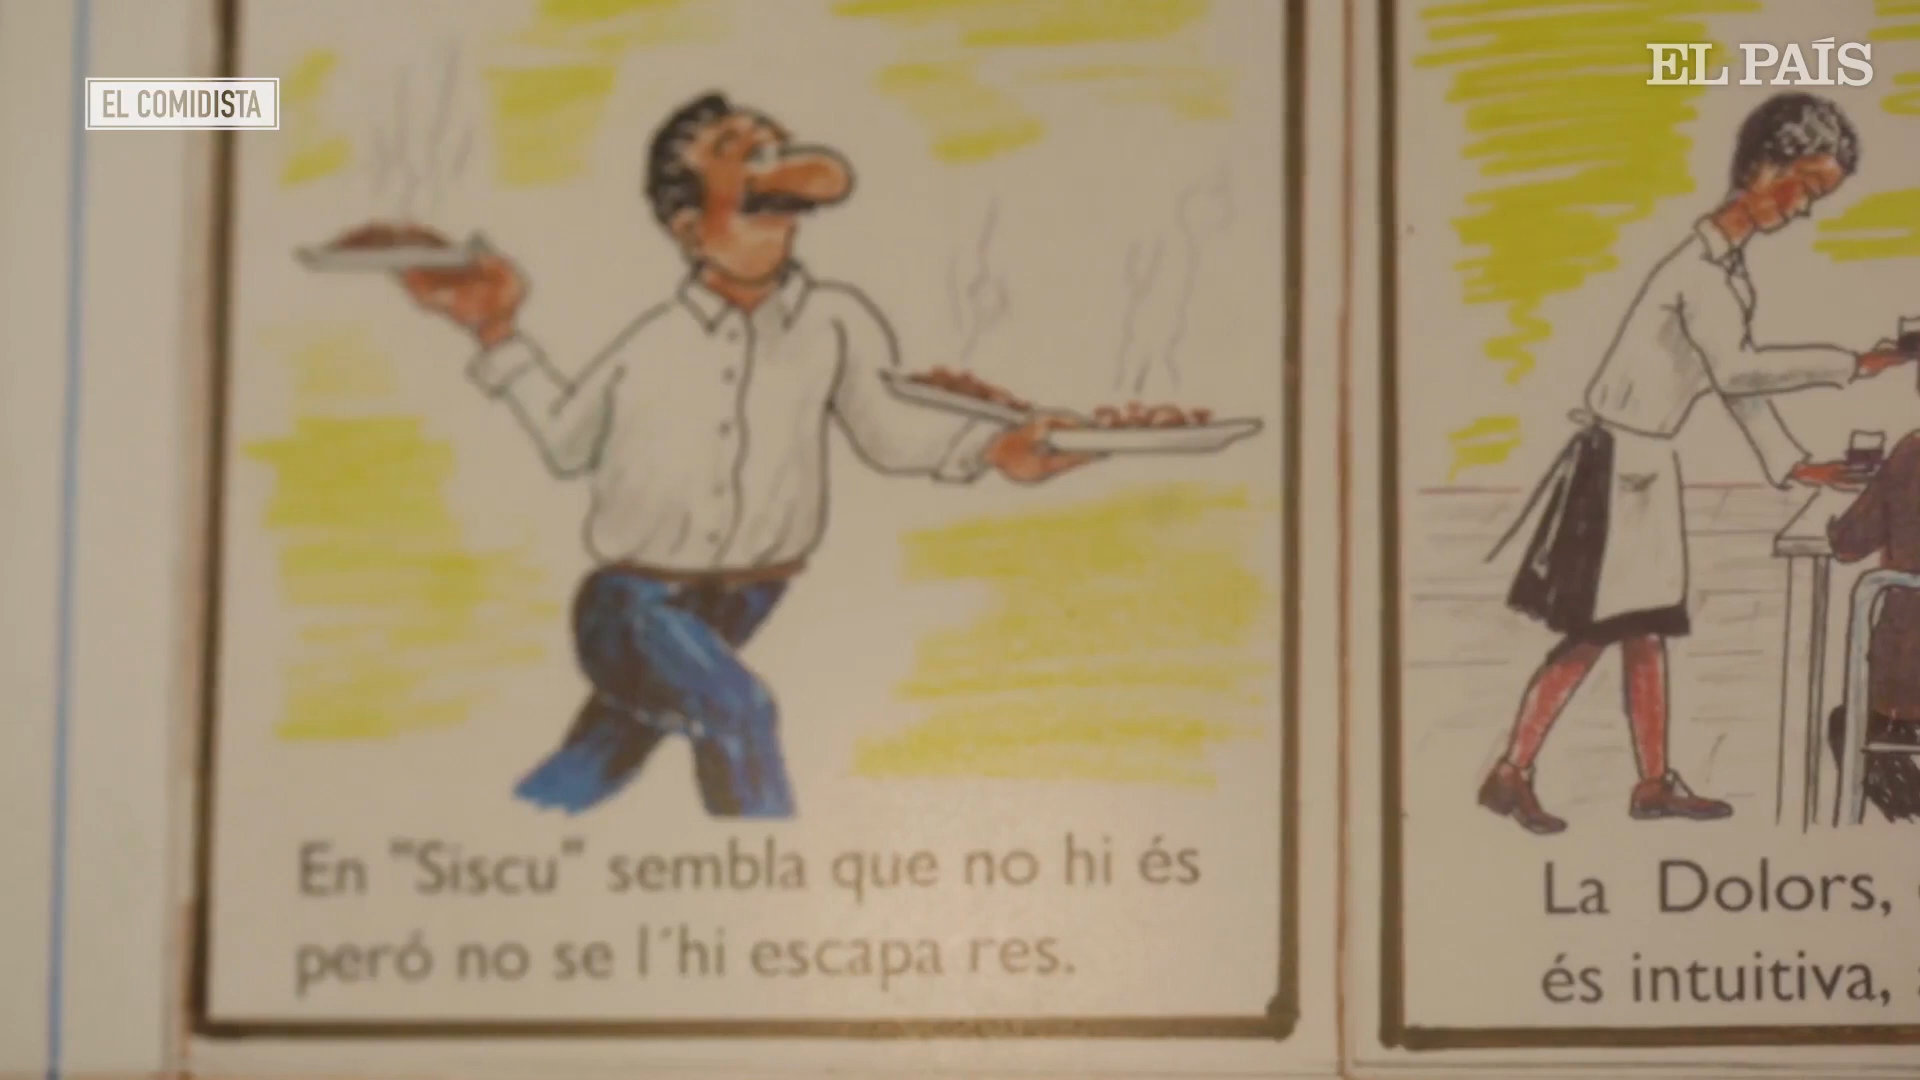 EL COMIDISTA
EL PAÍS
En "Siscu" sembla que no hi és
peró no se l´hi escapa res.
La Dolors,
és intuitiva,